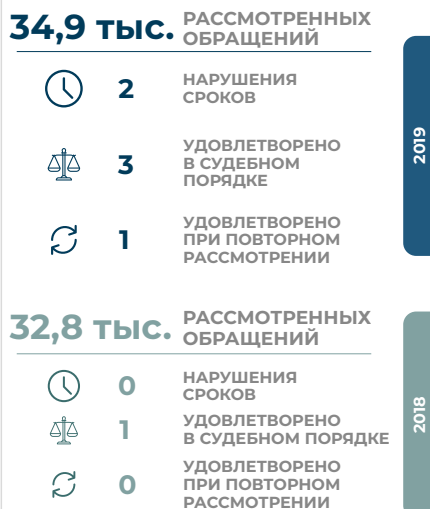 34,9 тыс. РАССМОТРЕННЫХ
ОБРАЩЕНИЙ
2 НАРУШЕНИЯ
СРОКОВ
3 УДОВЛЕТВОРЕНО
В СУДЕБНОМ
ПОРЯДКЕ
1 УДОВЛЕТВОРЕНО
ПРИ ПОВТОРНОМ
РАССМОТРЕНИИ
2019
32,8 тыс. РАССМОТРЕННЫХ
ОБРАЩЕНИЙ
0 НАРУШЕНИЯ
СРОКОВ
1 УДОВЛЕТВОРЕНО
В СУДЕБНОМ ПОРЯДКЕ
0 УДОВЛЕТВОРЕНО
ПРИ ПОВТОРНОМ
РАССМОТРЕНИИ
2018